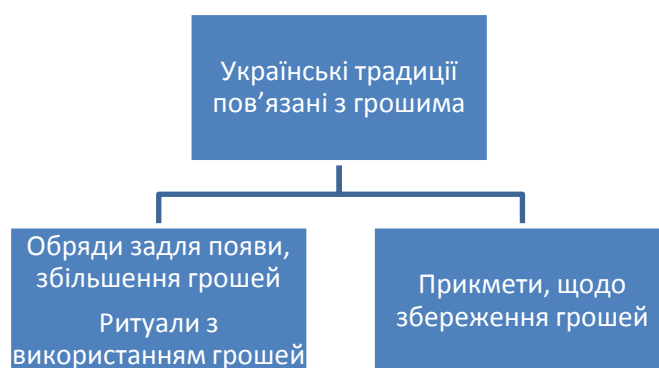 Українські традиції
пов’язані з грошима
Обряди задля появи,
збільшення грошей
Ритуали з
використанням грошей
Прикмети, щодо
збереження грошей